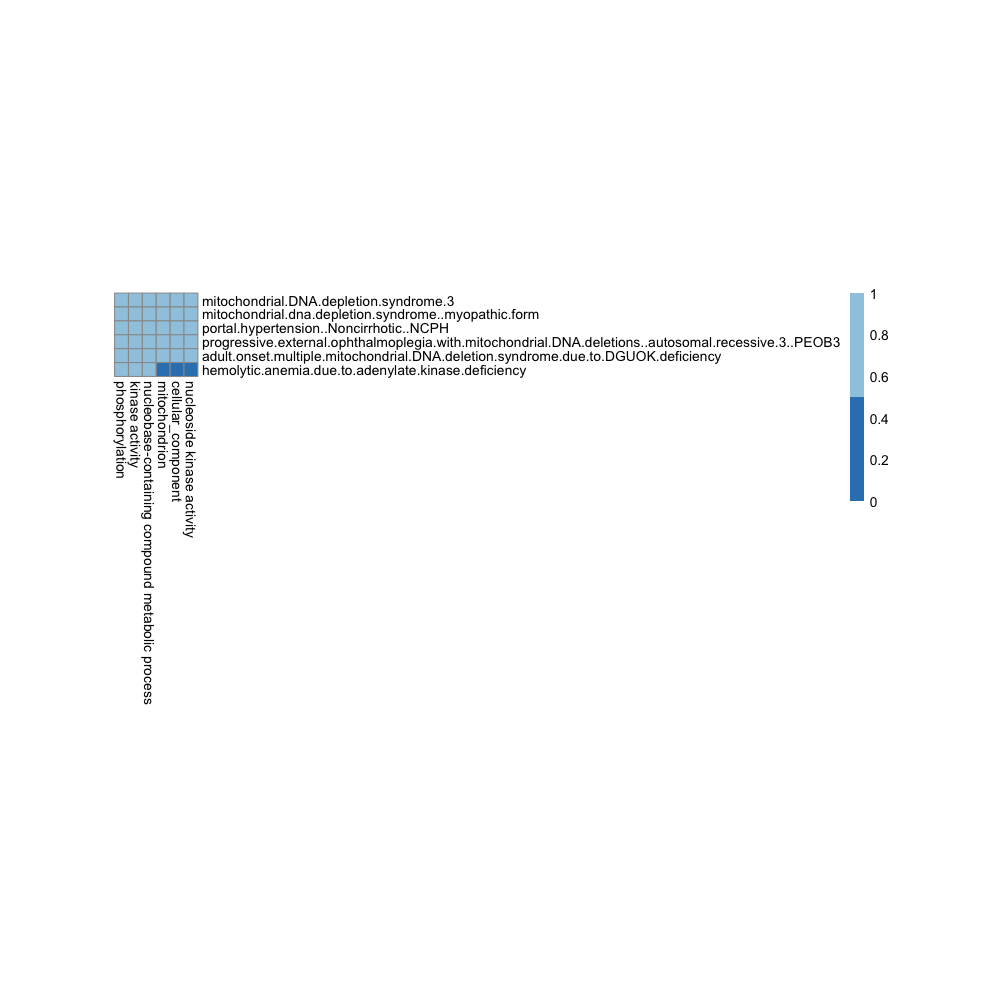 mitochondrial.DNA.depletion.syndrome.3
mitochondrial.dna.depletion.syndrome..myopathic.form
portal.hypertension..Noncirrhotic..NCPH
progressive.external.ophthalmoplegia.with.mitochondrial.DNA.deletions..autosomal.recessive.3..PEOB3
adult.onset.multiple.mitochondrial.DNA.deletion.syndrome.due.to.DGUOK.deficiency
hemolytic.anemia.due.to.adenylate.kinase.deficiency
phosphorylation
kinase activity
nucleobase-containing compound metabolic process
mitochondrion
cellular_component
nucleoside kinase activity
1
0.8
0.6
0.4
0.2
0